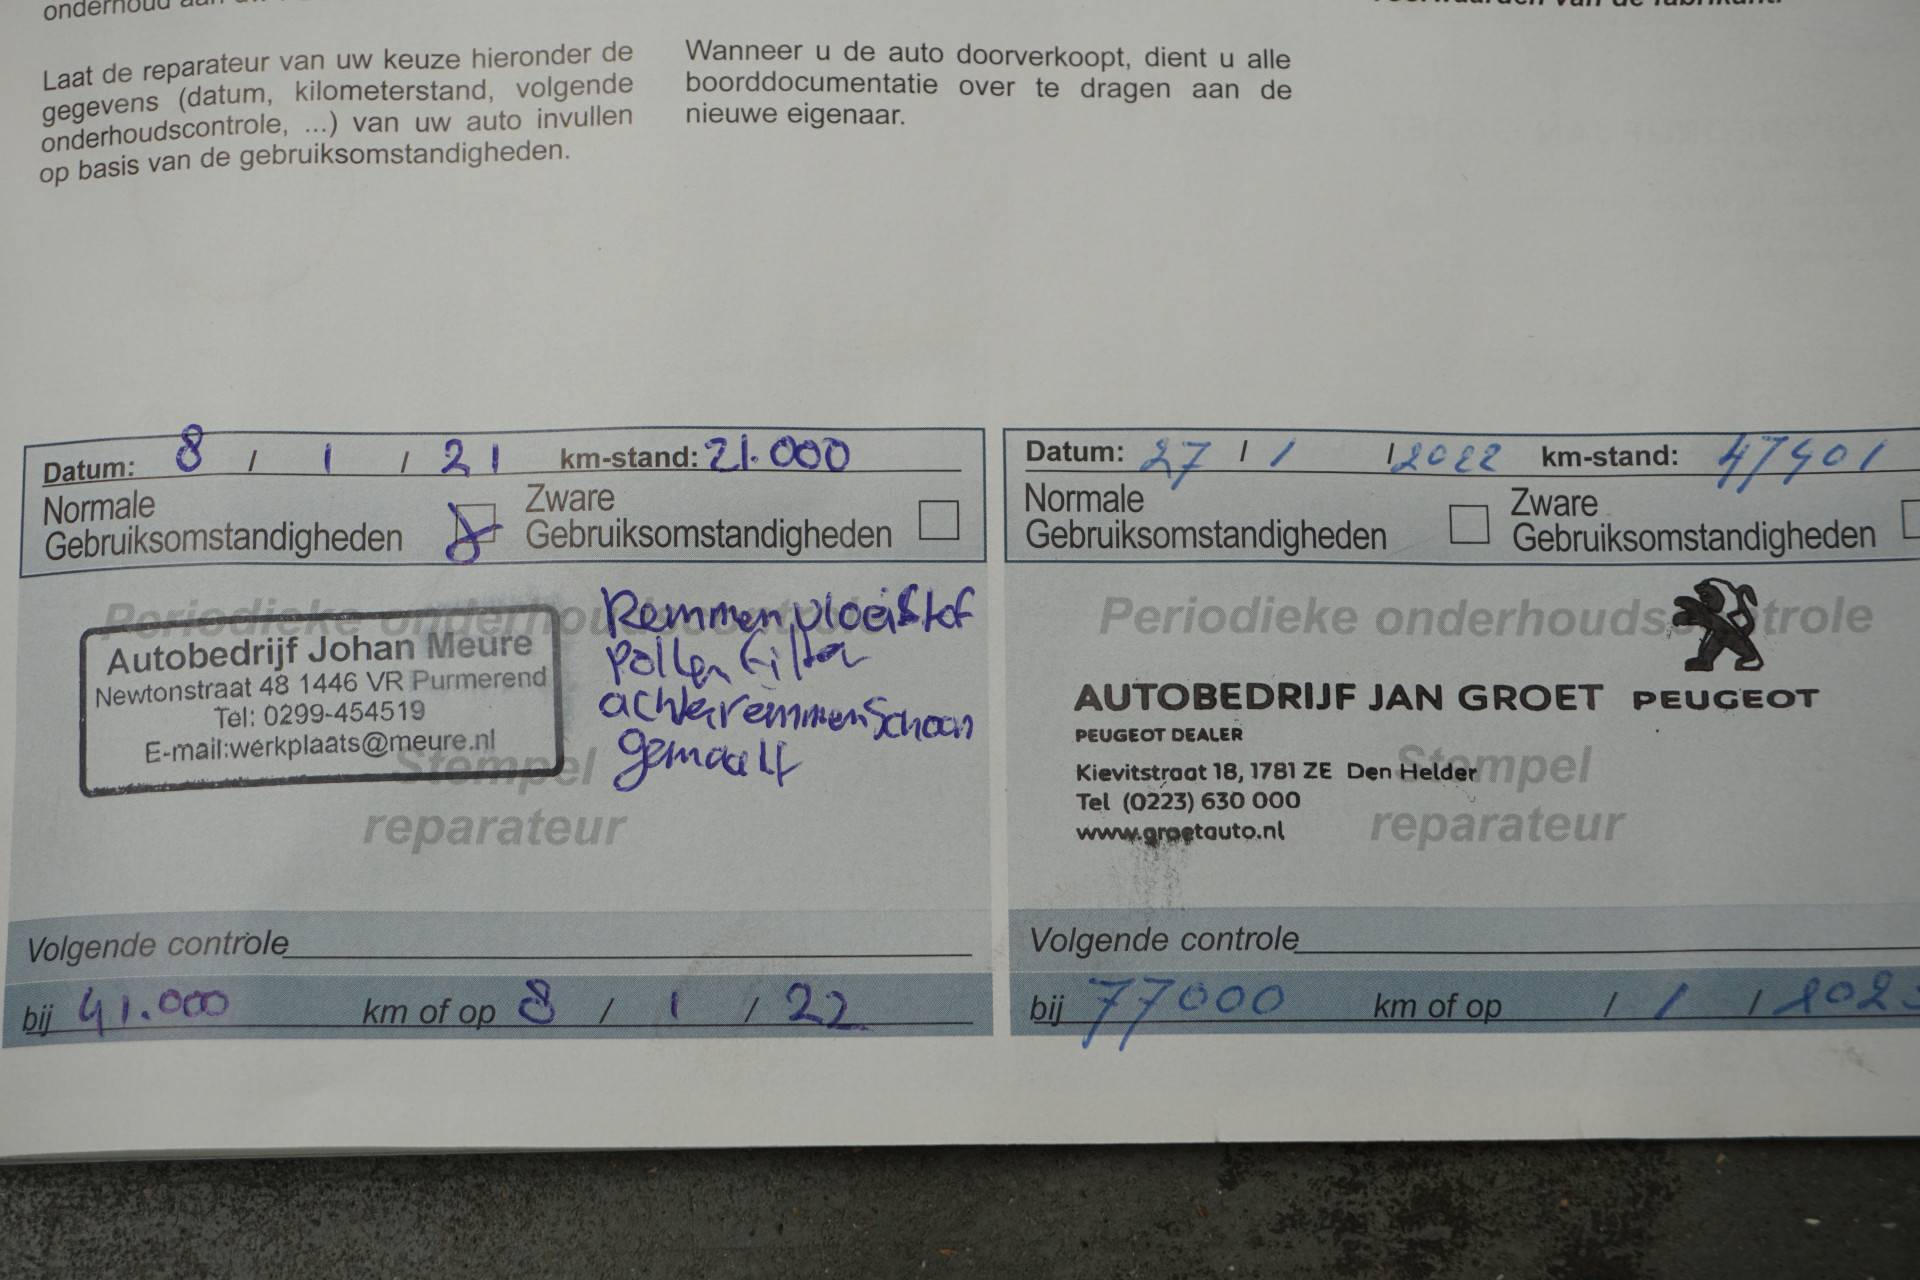 Laat de reparateur van uw keuze hieronder de
gegevens (datum, kilometerstand, volgende
onderhoudscontrole, ...) van uw auto invullen
op basis van de gebruiksomstandigheden.
Wanneer u de auto doorverkoopt, dient u alle
boorddocumentatie over te dragen aan de
nieuwe eigenaar.
Datum: 8 / 1 / 21 km-stand: 21.000
Normale
Gebruiksomstandigheden
Zware
Gebruiksomstandigheden
Periodieke onderhoudscontrole
Autobedrijf Johan Meure
Newtonstraat 48 1446 VR Purmerend
Tel: 0299-454519
E-mail:werkplaats@meure.nl
Stempel
reparateur
Remmen vloeistof
pollen filter
achterremmen schoon
gemaakt
Volgende controle
bij 41.000 km of op 8 / 1 / 22
Datum: 27 / 1 / 2022 km-stand: 47401
Normale
Gebruiksomstandigheden
Zware
Gebruiksomstandigheden
Periodieke onderhoudscontrole
AUTOBEDRIJF JAN GROET PEUGEOT
PEUGEOT DEALER
Kievitstraat 18, 1781 ZE Den Helder
Tel (0223) 630 000
www.groetauto.nl
Stempel
reparateur
Volgende controle
bij 77000 km of op / 1 / 2023